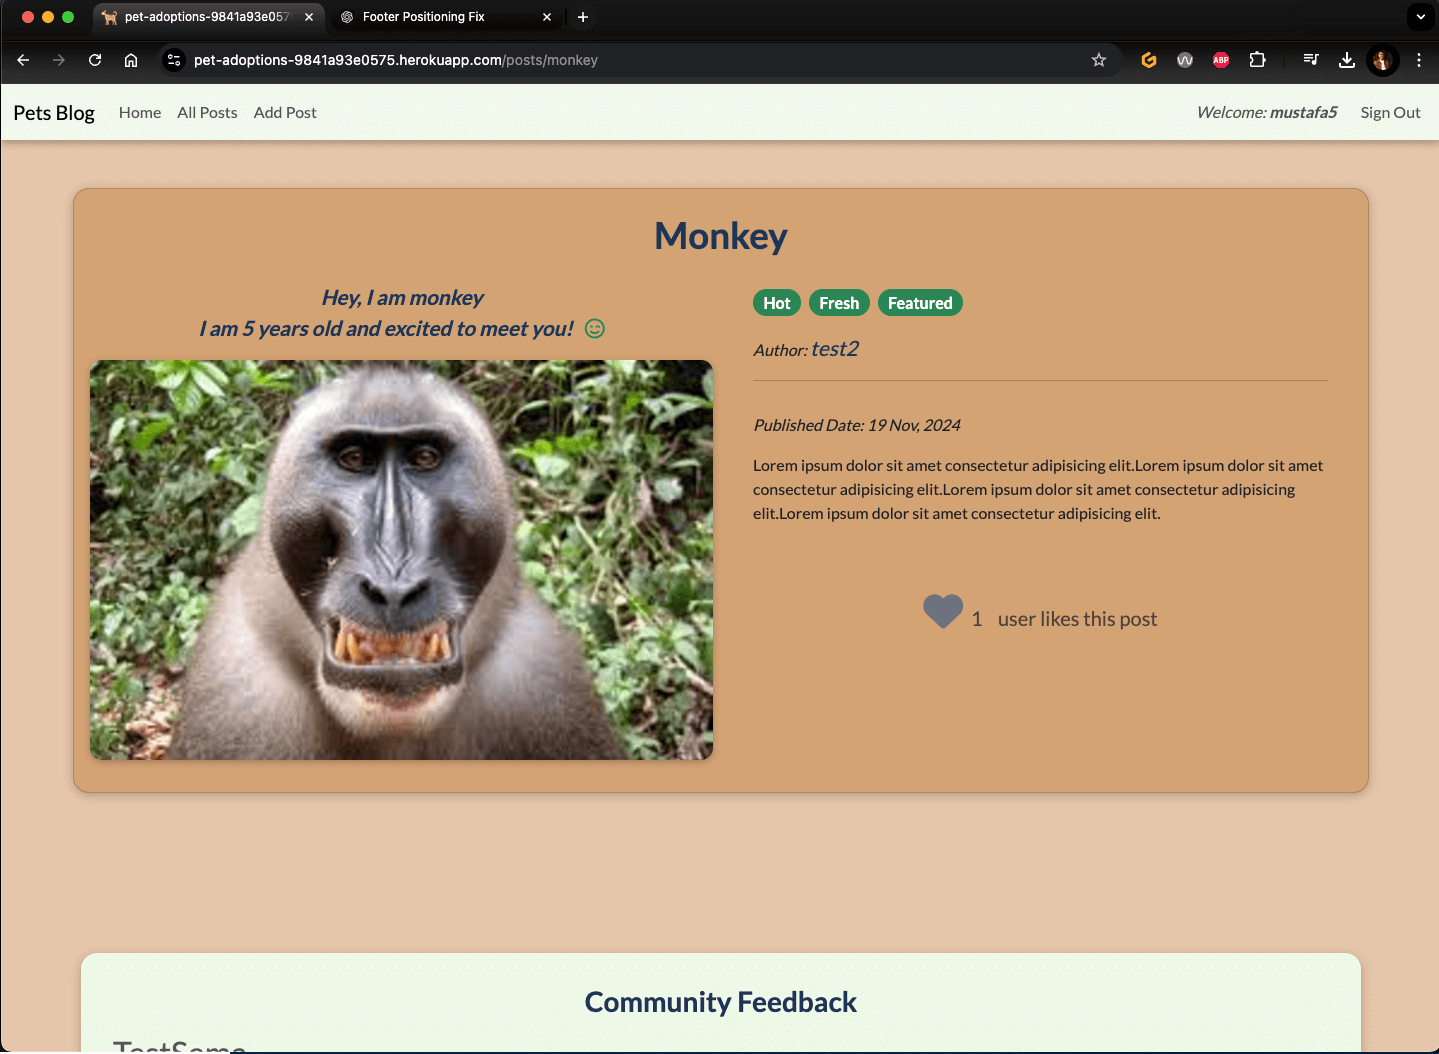 pet-adoptions-9841a93e057
Footer Positioning Fix
pet-adoptions-9841a93e0575.herokuapp.com/posts/monkey
ABP
Pets Blog
Home
All Posts
Add Post
Welcome: mustafa5
Sign Out
Monkey
Hey, I am monkey
I am 5 years old and excited to meet you!
Hot
Fresh
Featured
Author: test2
Published Date: 19 Nov, 2024
Lorem ipsum dolor sit amet consectetur adipisicing elit.Lorem ipsum dolor sit amet
consectetur adipisicing elit.Lorem ipsum dolor sit amet consectetur adipisicing
elit.Lorem ipsum dolor sit amet consectetur adipisicing elit.
1 user likes this post
Community Feedback